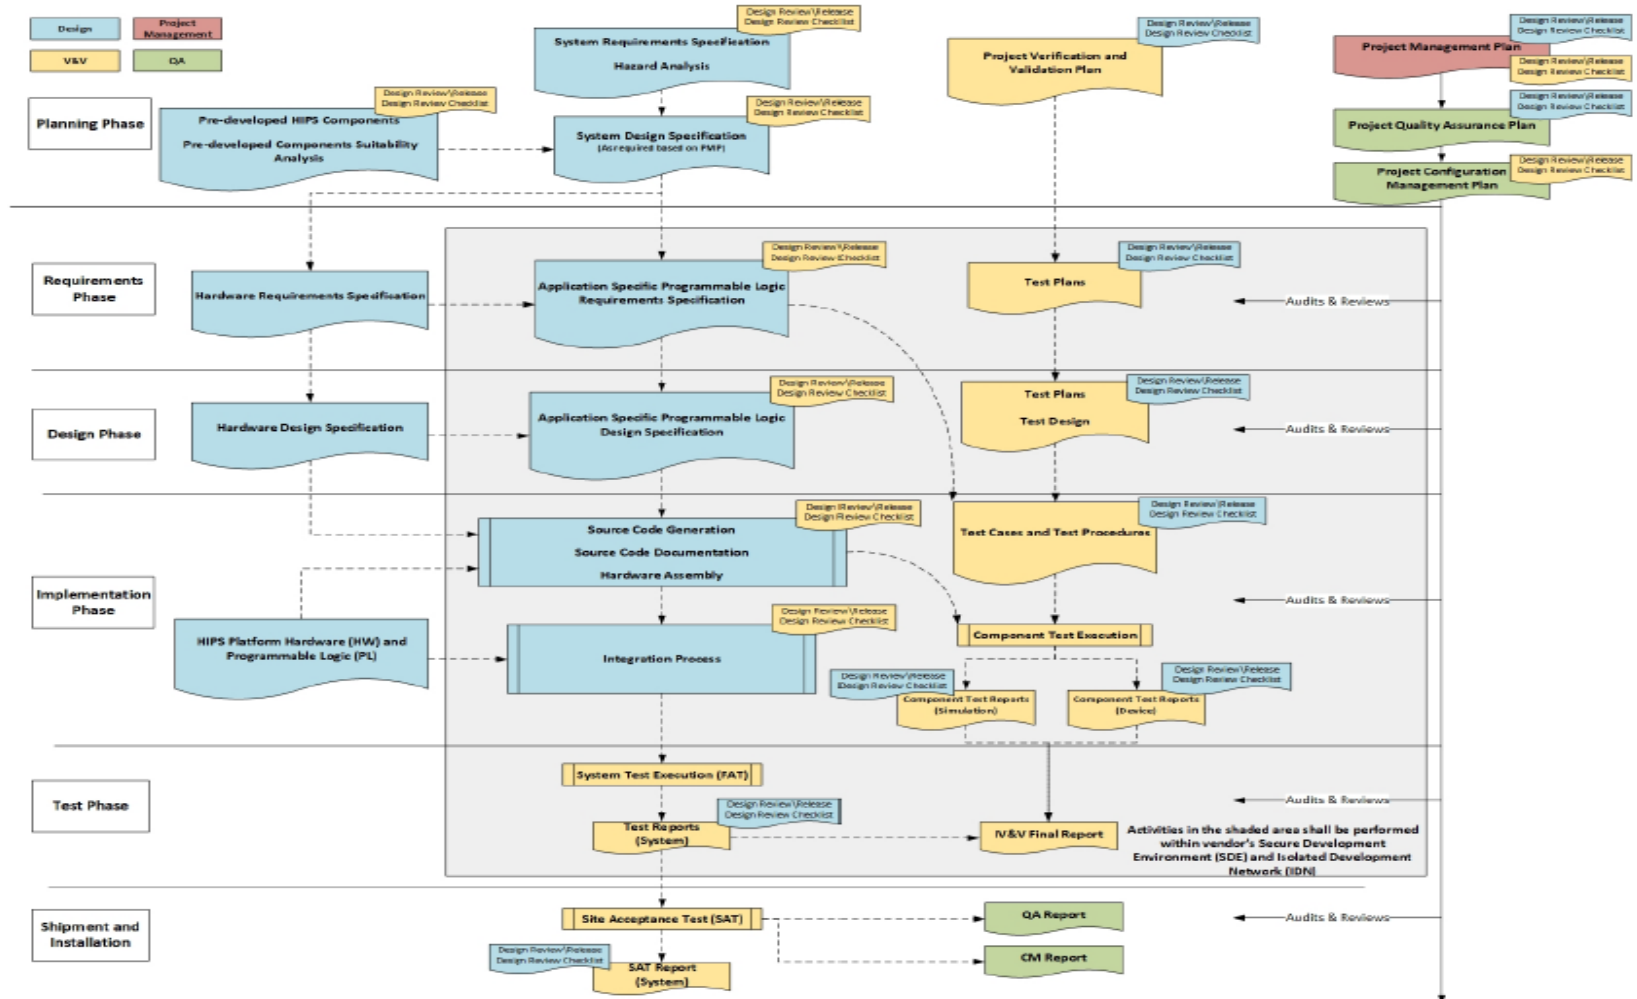 Design
Project
Management
V&V
QA
Design Review\Release
Design Review Checklist
System Requirements Specification
Hazard Analysis
Design Review\Release
Design Review Checklist
Project Verification and
Validation Plan
Design Review\Release
Design Review Checklist
Project Management Plan
Design Review\Release
Design Review Checklist
Planning Phase
Design Review\Release
Design Review Checklist
Pre-developed HIPS Components
Pre-developed Components Suitability
Analysis
Design Review\Release
Design Review Checklist
System Design Specification
(As required based on PMP)
Design Review\Release
Design Review Checklist
Project Quality Assurance Plan
Design Review\Release
Design Review Checklist
Project Configuration
Management Plan
Requirements
Phase
Hardware Requirements Specification
Design Review\Release
Design Review Checklist
Application Specific Programmable Logic
Requirements Specification
Design Review\Release
Design Review Checklist
Test Plans
Audits & Reviews
Design Phase
Hardware Design Specification
Design Review\Release
Design Review Checklist
Application Specific Programmable Logic
Design Specification
Design Review\Release
Design Review Checklist
Test Plans
Test Design
Audits & Reviews
Implementation
Phase
Design Review\Release
Design Review Checklist
Source Code Generation
Source Code Documentation
Hardware Assembly
Design Review\Release
Design Review Checklist
Test Cases and Test Procedures
Audits & Reviews
HIPS Platform Hardware (HW) and
Programmable Logic (PL)
Design Review\Release
Design Review Checklist
Integration Process
Component Test Execution
Design Review\Release
Design Review Checklist
Component Test Reports
(Simulation)
Design Review\Release
Design Review Checklist
Component Test Reports
(Device)
Test Phase
System Test Execution (FAT)
Design Review\Release
Design Review Checklist
Test Reports
(System)
IV&V Final Report
Audits & Reviews
Activities in the shaded area shall be performed
within vendor's Secure Development
Environment (SDE) and Isolated Development
Network (IDN)
Shipment and
Installation
Site Acceptance Test (SAT)
QA Report
Audits & Reviews
Design Review\Release
Design Review Checklist
SAT Report
(System)
CM Report